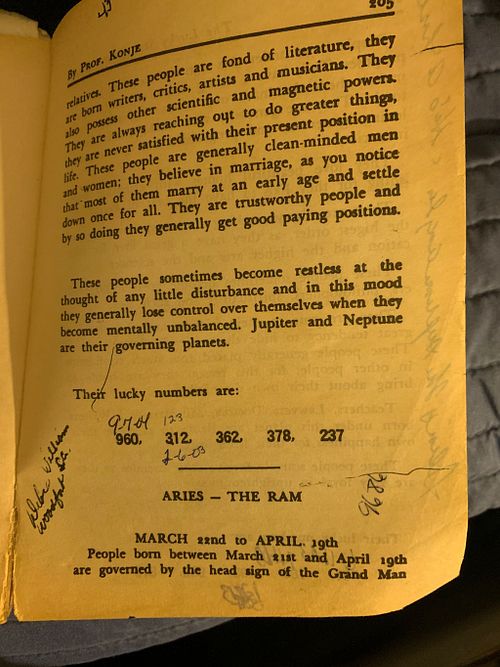 205
By Prof. Konje
relatives. These people are fond of literature, they
are born writers, critics, artists and musicians. They
also possess other scientific and magnetic powers.
They are always reaching out to do greater things,
they are never satisfied with their present position in
life. These people are generally clean-minded men
and women; they believe in marriage, as you notice
that most of them marry at an early age and settle
down once for all. They are trustworthy people and
by so doing they generally get good paying positions.
These people sometimes become restless at the
thought of any little disturbance and in this mood
they generally lose control over themselves when they
become mentally unbalanced. Jupiter and Neptune
are their governing planets.
Their lucky numbers are:
123
960, 312, 362, 378, 237
2-6-03
ARIES — THE RAM
9686
MARCH 22nd to APRIL. 19th
People born between March 21st and April 19th
are governed by the head sign of the Grand Man